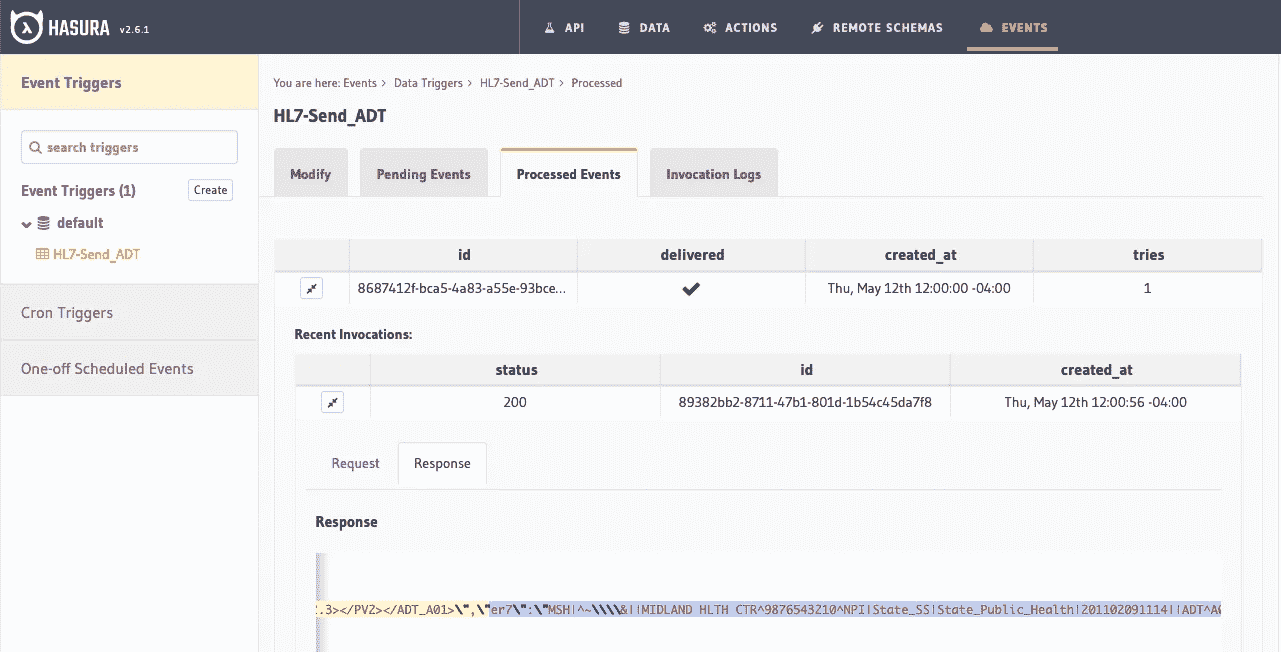 HASURA v2.6.1
API DATA ACTIONS REMOTE SCHEMAS EVENTS
Event Triggers
search triggers
Event Triggers (1) Create
default
HL7-Send_ADT
Cron Triggers
One-off Scheduled Events
You are here: Events > Data Triggers > HL7-Send_ADT > Processed
HL7-Send_ADT
Modify Pending Events Processed Events Invocation Logs
id delivered created_at tries
8687412f-bca5-4a83-a55e-93bce... Thu, May 12th 12:00:00 -04:00 1
Recent Invocations:
status id created_at
200 89382bb2-8711-47b1-801d-1b54c45da7f8 Thu, May 12th 12:00:56 -04:00
Request Response
Response
.3></PV2></ADT_A01>\",\"er7\":\"MSH|^~\\\\&||MIDLAND HLTH CTR^9876543210^NPI|State_SS|State_Public_Health|201102091114||ADT^A